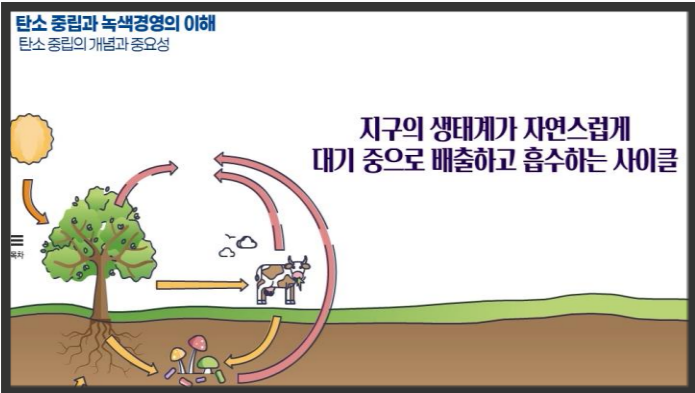 탄소 중립과 녹색경영의 이해
탄소 중립의 개념과 중요성
지구의 생태계가 자연스럽게
대기 중으로 배출하고 흡수하는 사이클
목차